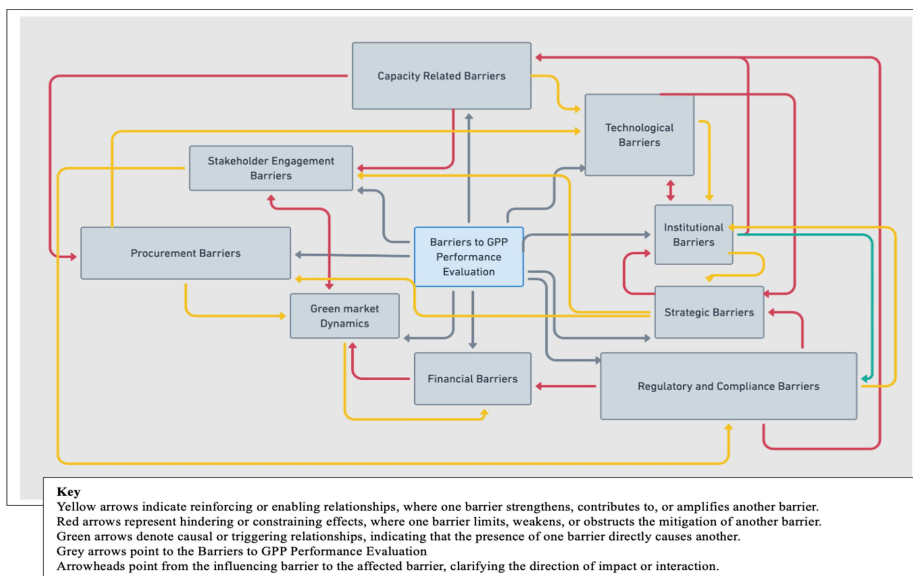 Capacity Related Barriers
Technological
Barriers
Stakeholder Engagement
Barriers
Institutional
Barriers
Procurement Barriers
Barriers to GPP
Performance
Evaluation
Green market
Dynamics
Strategic Barriers
Financial Barriers
Regulatory and Compliance Barriers
Key
Yellow arrows indicate reinforcing or enabling relationships, where one barrier strengthens, contributes to, or amplifies another barrier.
Red arrows represent hindering or constraining effects, where one barrier limits, weakens, or obstructs the mitigation of another barrier.
Green arrows denote causal or triggering relationships, indicating that the presence of one barrier directly causes another.
Grey arrows point to the Barriers to GPP Performance Evaluation
Arrowheads point from the influencing barrier to the affected barrier, clarifying the direction of impact or interaction.